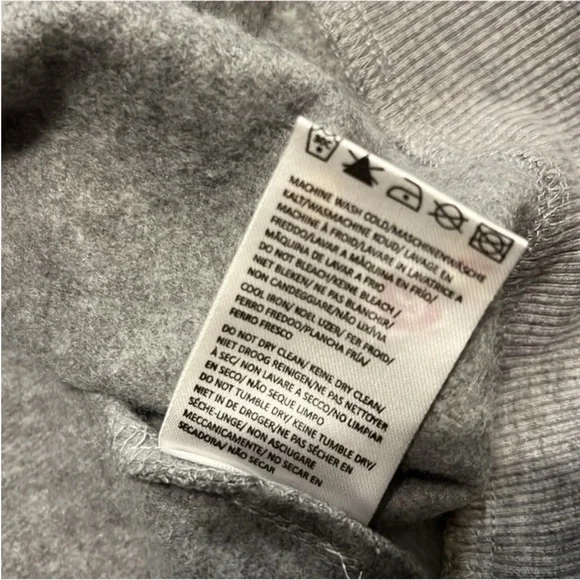 30C
MACHINE WASH COLD/MASCHINENWÄSCHE
KALT/WASMACHINE KOUD/ LAVAGE EN
MACHINE À FROID/LAVARE IN LAVATRICE A
FREDDO/LAVAR A MÁQUINA EN FRÍO/
MÁQUINA DE LAVAR A FRIO
DO NOT BLEACH/KEINE BLEACH/
NIET BLEKEN/ NE PAS BLANCHIR/
NON CANDEGGIARE/NÃO LIXÍVIA
COOL IRON/ KOEL IJZER/ FER FROID/
FERRO FREDDO/PLANCHA FRÍA/
FERRO FRESCO
DO NOT DRY CLEAN/ KEINE DRY CLEAN/
NIET DROOG REINIGEN/NE PAS NETTOYER
À SEC/ NON LAVARE À SECCO/NO LIMPIAR
EN SECO/ NÃO SEQUE LIMPO
DO NOT TUMBLE DRY/ KEINE TUMBLE DRY/
NIET IN DE DROGER/NE PAS SÉCHER EN
SÈCHE-LINGE/ NON ASCIUGARE
MECCANICAMENTE/ NO SECAR EN
SECADORA/ NÃO SECAR